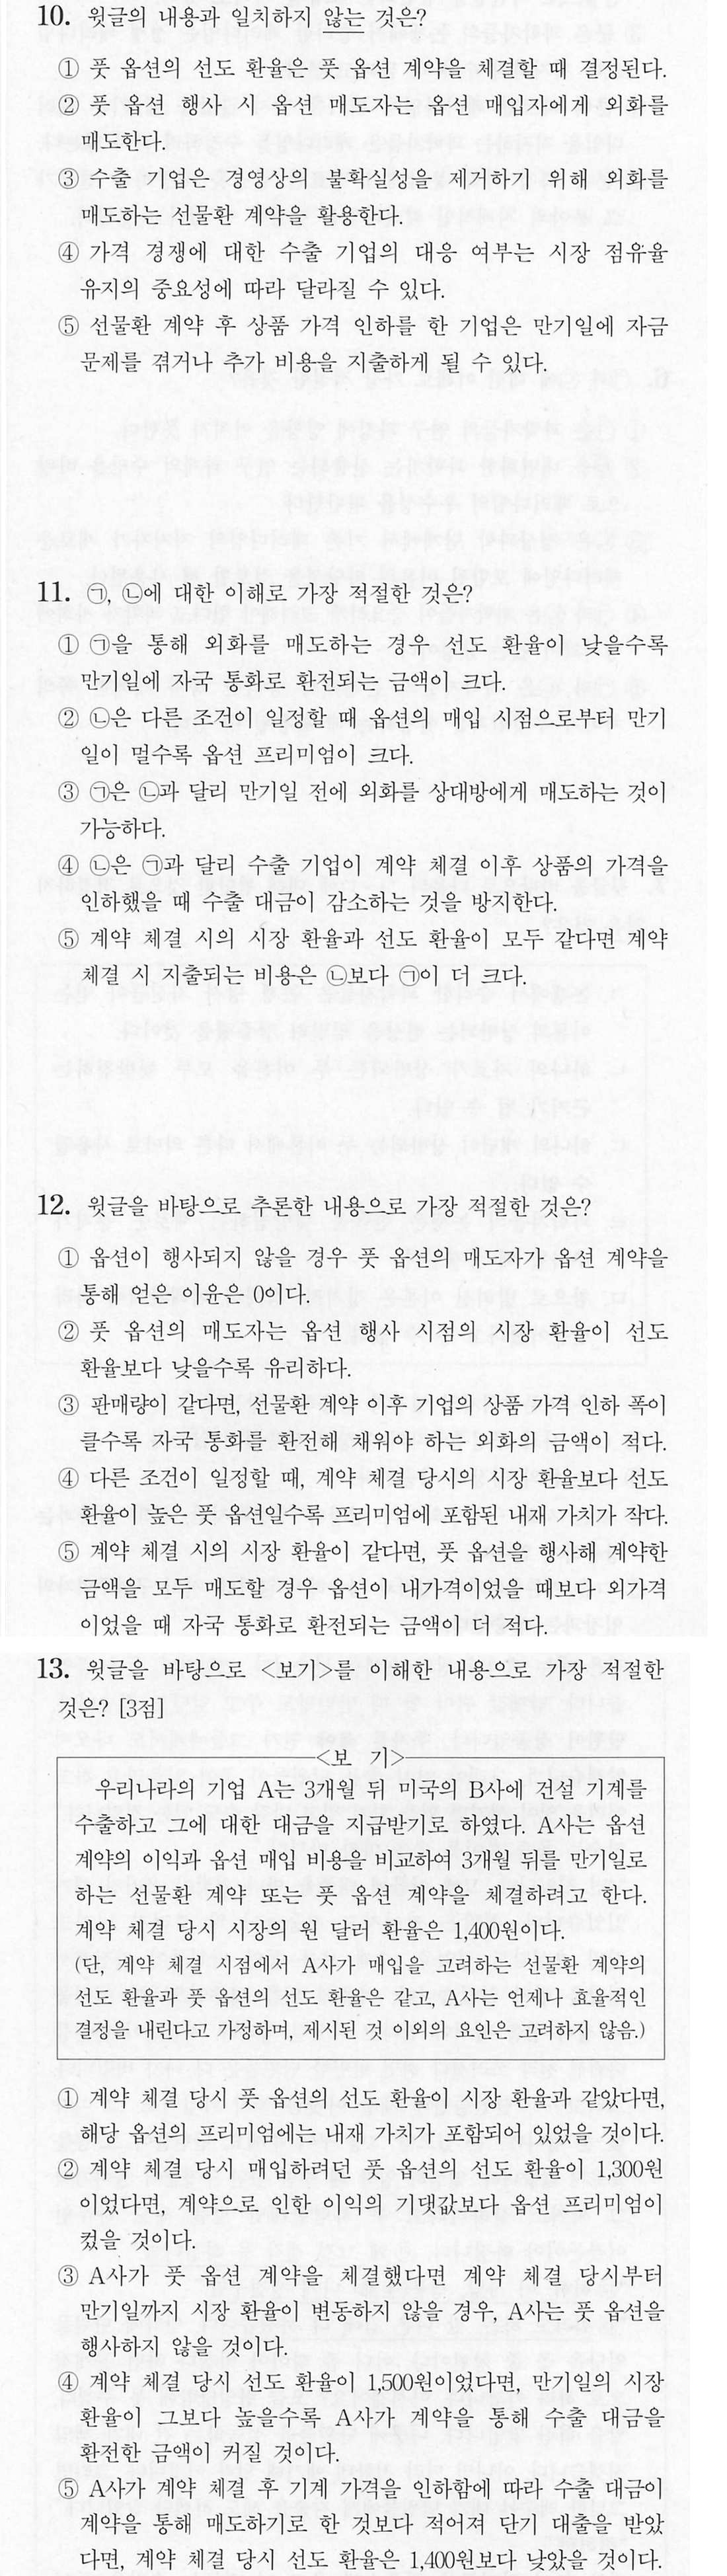 10. 윗글의 내용과 일치하지 않는 것은?
① 풋 옵션의 선도 환율은 풋 옵션 계약을 체결할 때 결정된다.
② 풋 옵션 행사 시 옵션 매도자는 옵션 매입자에게 외화를
매도한다.
③ 수출 기업은 경영상의 불확실성을 제거하기 위해 외화를
매도하는 선물환 계약을 활용한다.
④ 가격 경쟁에 대한 수출 기업의 대응 여부는 시장 점유율
유지의 중요성에 따라 달라질 수 있다.
⑤ 선물환 계약 후 상품 가격 인하를 한 기업은 만기일에 자금
문제를 겪거나 추가 비용을 지출하게 될 수 있다.
11. ㉠, ㉡에 대한 이해로 가장 적절한 것은?
① ㉠을 통해 외화를 매도하는 경우 선도 환율이 낮을수록
만기일에 자국 통화로 환전되는 금액이 크다.
② ㉡은 다른 조건이 일정할 때 옵션의 매입 시점으로부터 만기
일이 멀수록 옵션 프리미엄이 크다.
③ ㉠은 ㉡과 달리 만기일 전에 외화를 상대방에게 매도하는 것이
가능하다.
④ ㉡은 ㉠과 달리 수출 기업이 계약 체결 이후 상품의 가격을
인하했을 때 수출 대금이 감소하는 것을 방지한다.
⑤ 계약 체결 시의 시장 환율과 선도 환율이 모두 같다면 계약
체결 시 지출되는 비용은 ㉡보다 ㉠이 더 크다.
12. 윗글을 바탕으로 추론한 내용으로 가장 적절한 것은?
① 옵션이 행사되지 않을 경우 풋 옵션의 매도자가 옵션 계약을
통해 얻은 이윤은 0이다.
② 풋 옵션의 매도자는 옵션 행사 시점의 시장 환율이 선도
환율보다 낮을수록 유리하다.
③ 판매량이 같다면, 선물환 계약 이후 기업의 상품 가격 인하 폭이
클수록 자국 통화를 환전해 채워야 하는 외화의 금액이 적다.
④ 다른 조건이 일정할 때, 계약 체결 당시의 시장 환율보다 선도
환율이 높은 풋 옵션일수록 프리미엄에 포함된 내재 가치가 작다.
⑤ 계약 체결 시의 시장 환율이 같다면, 풋 옵션을 행사해 계약한
금액을 모두 매도할 경우 옵션이 내가격이었을 때보다 외가격
이었을 때 자국 통화로 환전되는 금액이 더 적다.
13. 윗글을 바탕으로 <보기>를 이해한 내용으로 가장 적절한
것은? [3점]
<보 기>
우리나라의 기업 A는 3개월 뒤 미국의 B사에 건설 기계를
수출하고 그에 대한 대금을 지급받기로 하였다. A사는 옵션
계약의 이익과 옵션 매입 비용을 비교하여 3개월 뒤를 만기일로
하는 선물환 계약 또는 풋 옵션 계약을 체결하려고 한다.
계약 체결 당시 시장의 원 달러 환율은 1,400원이다.
(단, 계약 체결 시점에서 A사가 매입을 고려하는 선물환 계약의
선도 환율과 풋 옵션의 선도 환율은 같고, A사는 언제나 효율적인
결정을 내린다고 가정하며, 제시된 것 이외의 요인은 고려하지 않음.)
① 계약 체결 당시 풋 옵션의 선도 환율이 시장 환율과 같았다면,
해당 옵션의 프리미엄에는 내재 가치가 포함되어 있었을 것이다.
② 계약 체결 당시 매입하려던 풋 옵션의 선도 환율이 1,300원
이었다면, 계약으로 인한 이익의 기댓값보다 옵션 프리미엄이
컸을 것이다.
③ A사가 풋 옵션 계약을 체결했다면 계약 체결 당시부터
만기일까지 시장 환율이 변동하지 않을 경우, A사는 풋 옵션을
행사하지 않을 것이다.
④ 계약 체결 당시 선도 환율이 1,500원이었다면, 만기일의 시장
환율이 그보다 높을수록 A사가 계약을 통해 수출 대금을
환전한 금액이 커질 것이다.
⑤ A사가 계약 체결 후 기계 가격을 인하함에 따라 수출 대금이
계약을 통해 매도하기로 한 것보다 적어져 단기 대출을 받았
다면, 계약 체결 당시 선도 환율은 1,400원보다 낮았을 것이다.